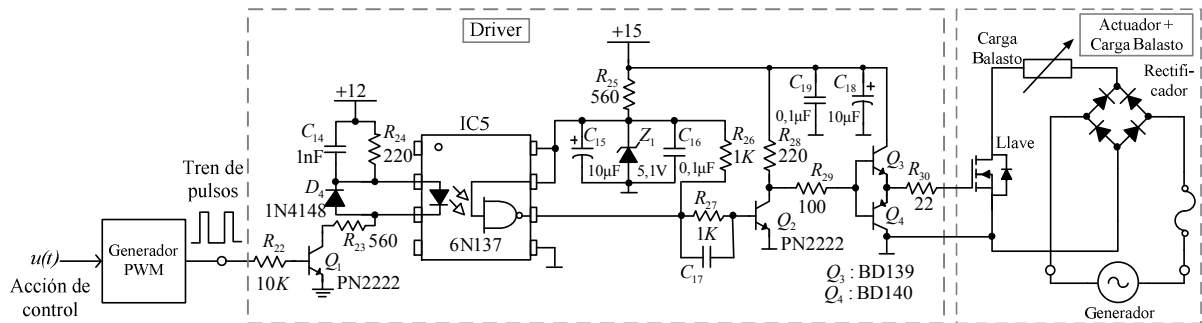 Driver
Actuador +
Carga Balasto
+15
+12
Carga
Balasto
Rectifi-
cador
C14
1nF
R24
220
IC5
R25
560
C15
10µF
Z1
5,1V
C16
0,1µF
R26
1K
R28
220
C19
0,1µF
C18
10µF
Llave
Tren de
pulsos
D4
1N4148
R23
560
6N137
R27
1K
C17
R29
100
Q3
Q4
R30
22
Q2
PN2222
u(t)
Acción de
control
Generador
PWM
R22
10K
Q1
PN2222
Q3 : BD139
Q4 : BD140
Generador